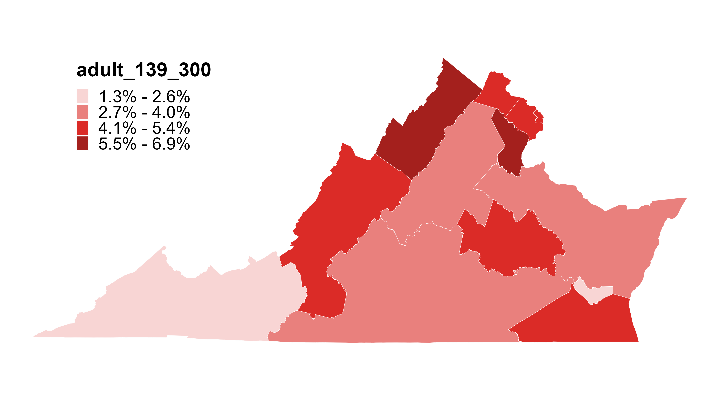 adult_139_300
1.3% - 2.6%
2.7% - 4.0%
4.1% - 5.4%
5.5% - 6.9%